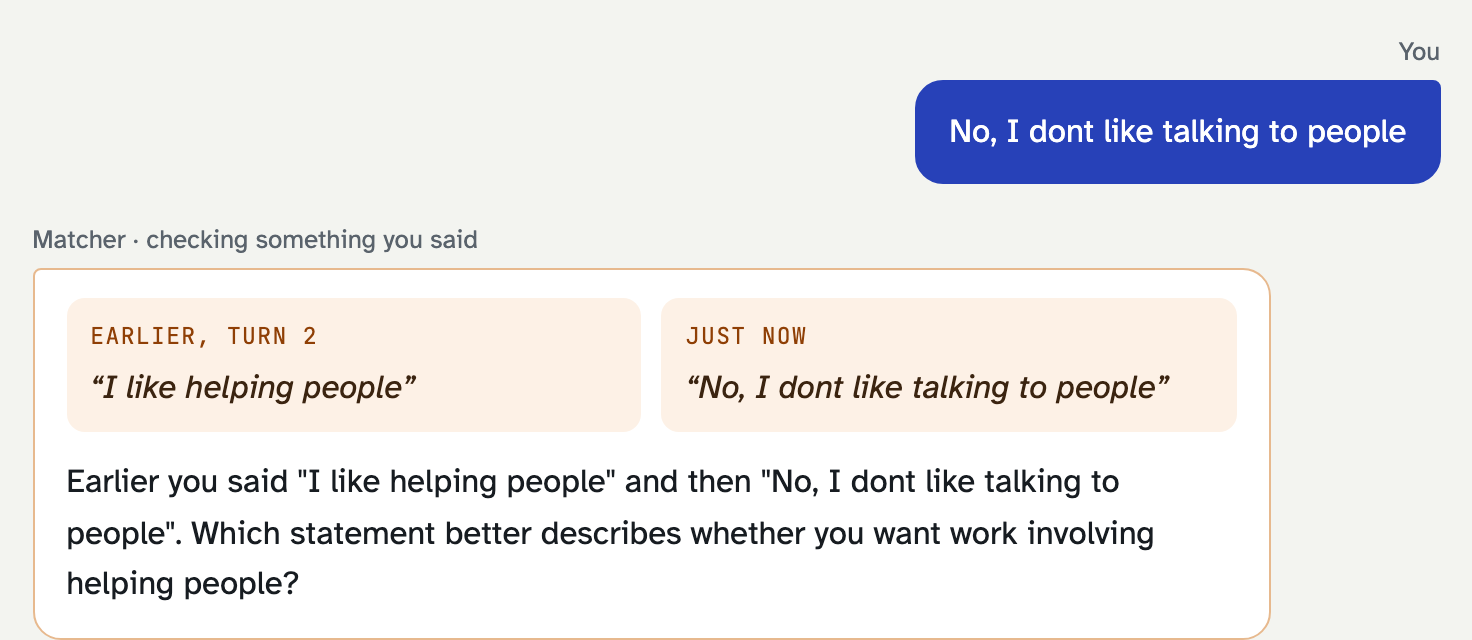 You
No, I dont like talking to people
Matcher · checking something you said
EARLIER, TURN 2
“I like helping people”
JUST NOW
“No, I dont like talking to people”
Earlier you said "I like helping people" and then "No, I dont like talking to
people". Which statement better describes whether you want work involving
helping people?